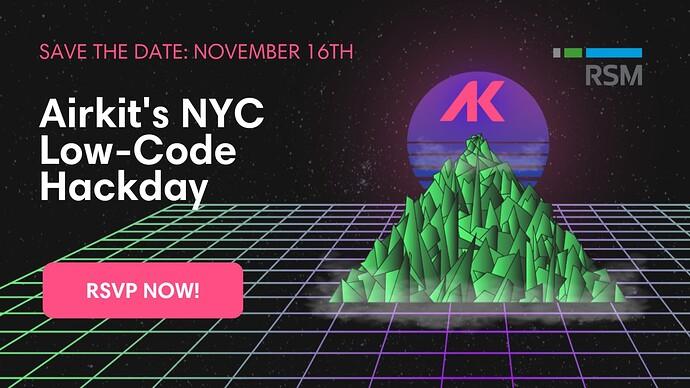 SAVE THE DATE: NOVEMBER 16TH
RSM
Airkit's NYC
Low-Code
Hackday
AK
RSVP NOW!